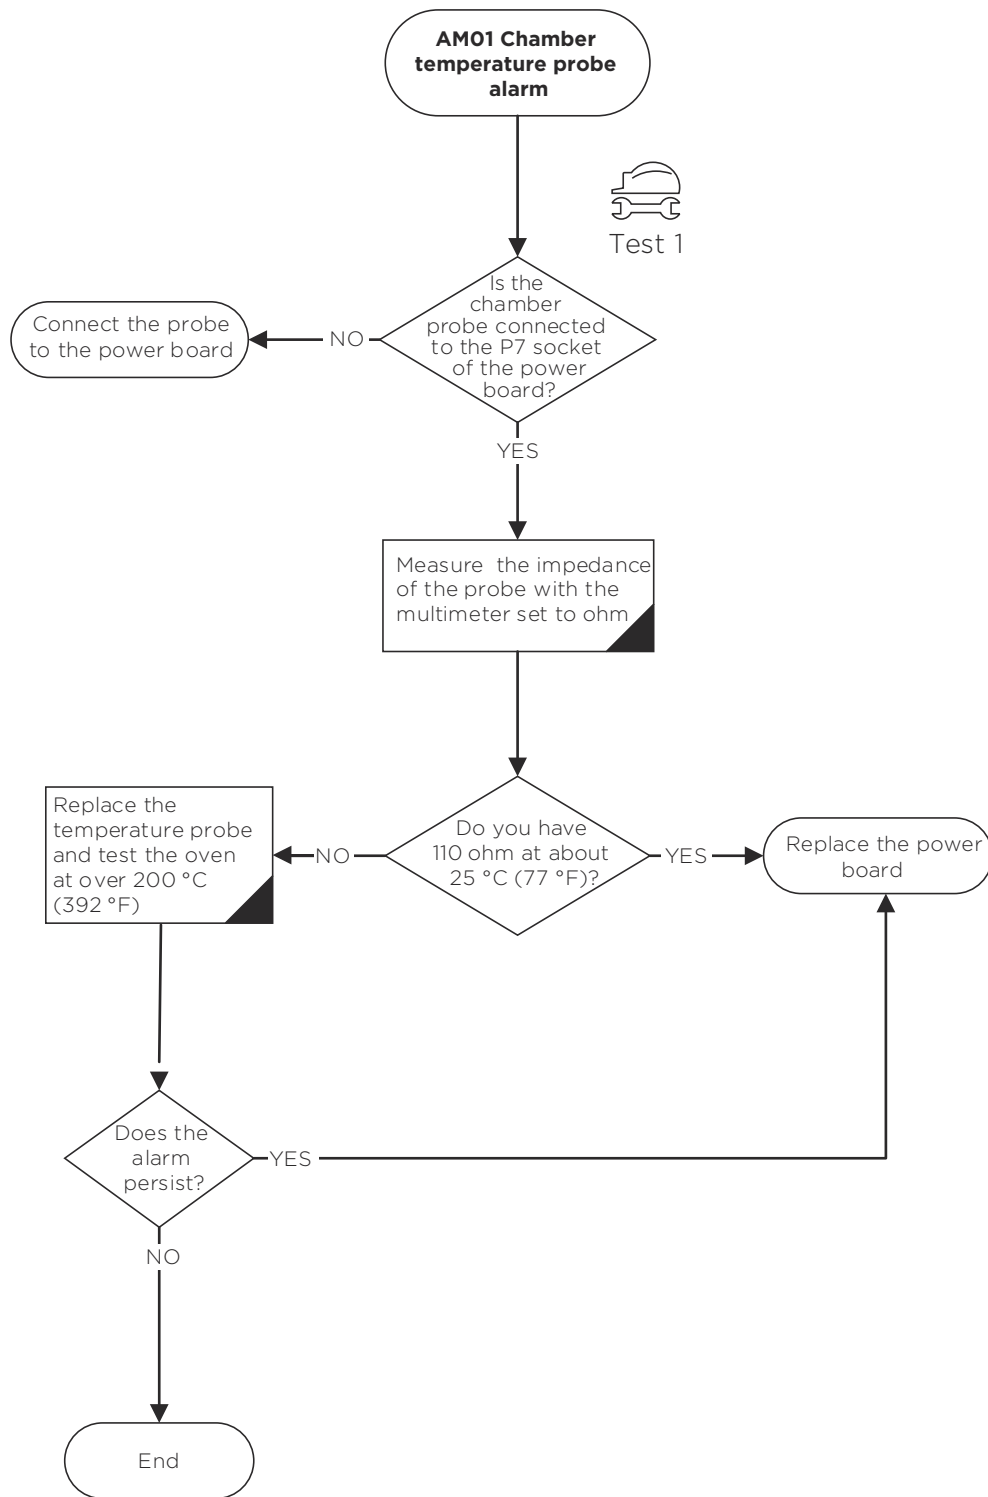 AM01 Chamber
temperature probe
alarm
Test 1
Is the
chamber
probe connected
to the P7 socket
of the power
board?
NO
Connect the probe
to the power board
YES
Measure the impedance
of the probe with the
multimeter set to ohm
Do you have
110 ohm at about
25 °C (77 °F)?
NO
YES
Replace the
temperature probe
and test the oven
at over 200 °C
(392 °F)
Replace the power
board
Does the
alarm
persist?
YES
NO
End